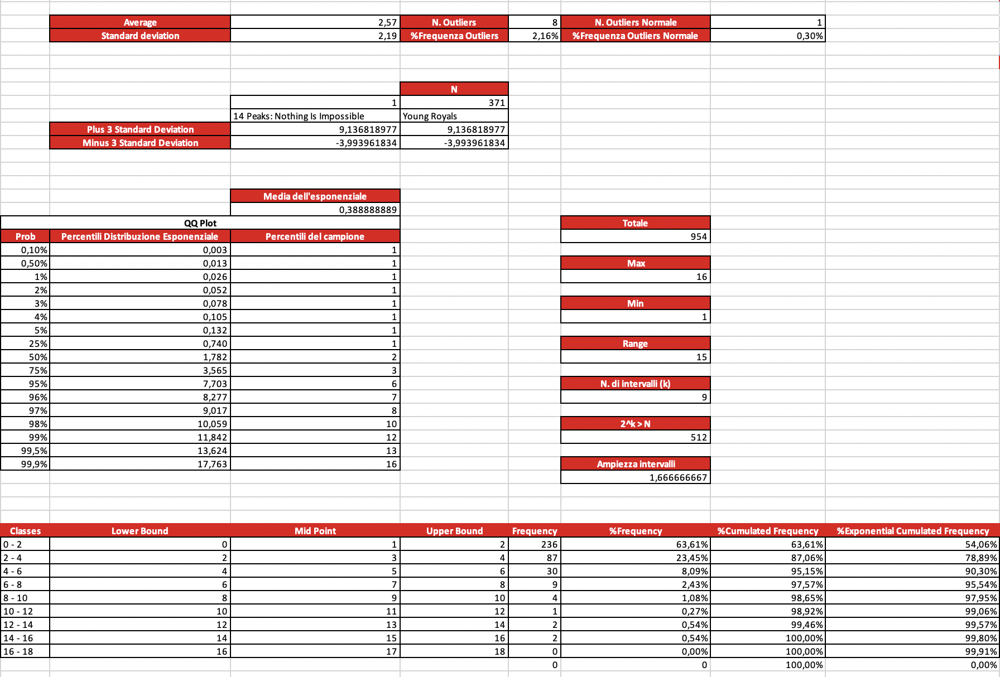 Average 2,57 N. Outliers 8 N. Outliers Normale 1
Standard deviation 2,19 %Frequenza Outliers 2,16% %Frequenza Outliers Normale 0,30%
N
1 371
14 Peaks: Nothing Is Impossible Young Royals
Plus 3 Standard Deviation 9,136818977 9,136818977
Minus 3 Standard Deviation -3,993961834 -3,993961834
Media dell'esponenziale
0,388888889
QQ Plot Totale
Prob Percentili Distribuzione Esponenziale Percentili del campione 954
0,10% 0,003 1
0,50% 0,013 1 Max
1% 0,026 1 16
2% 0,052 1
3% 0,078 1 Min
4% 0,105 1 1
5% 0,132 1
25% 0,740 1 Range
50% 1,782 2 15
75% 3,565 3
95% 7,703 6 N. di intervalli (k)
96% 8,277 7 9
97% 9,017 8
98% 10,059 10 2^k > N
99% 11,842 12 512
99,5% 13,624 13
99,9% 17,763 16 Ampiezza intervalli
1,666666667
Classes Lower Bound Mid Point Upper Bound Frequency %Frequency %Cumulated Frequency %Exponential Cumulated Frequency
0 - 2 0 1 2 236 63,61% 63,61% 54,06%
2 - 4 2 3 4 87 23,45% 87,06% 78,89%
4 - 6 4 5 6 30 8,09% 95,15% 90,30%
6 - 8 6 7 8 9 2,43% 97,57% 95,54%
8 - 10 8 9 10 4 1,08% 98,65% 97,95%
10 - 12 10 11 12 1 0,27% 98,92% 99,06%
12 - 14 12 13 14 2 0,54% 99,46% 99,57%
14 - 16 14 15 16 2 0,54% 100,00% 99,80%
16 - 18 16 17 18 0 0,00% 100,00% 99,91%
0 0 100,00% 0,00%